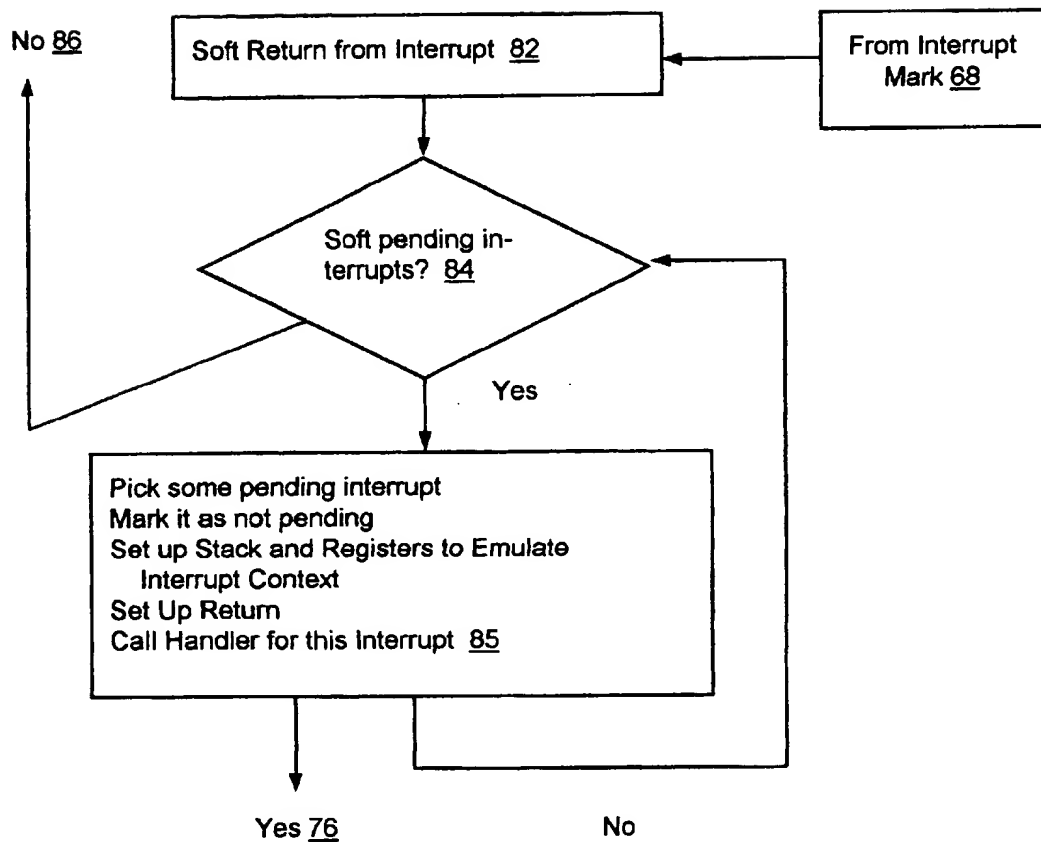 No 86
Soft Return from Interrupt 82
From Interrupt
Mark 68
Soft pending in-
terrupts? 84
Yes
Pick some pending interrupt
Mark it as not pending
Set up Stack and Registers to Emulate
Interrupt Context
Set Up Return
Call Handler for this Interrupt 85
Yes 76
No